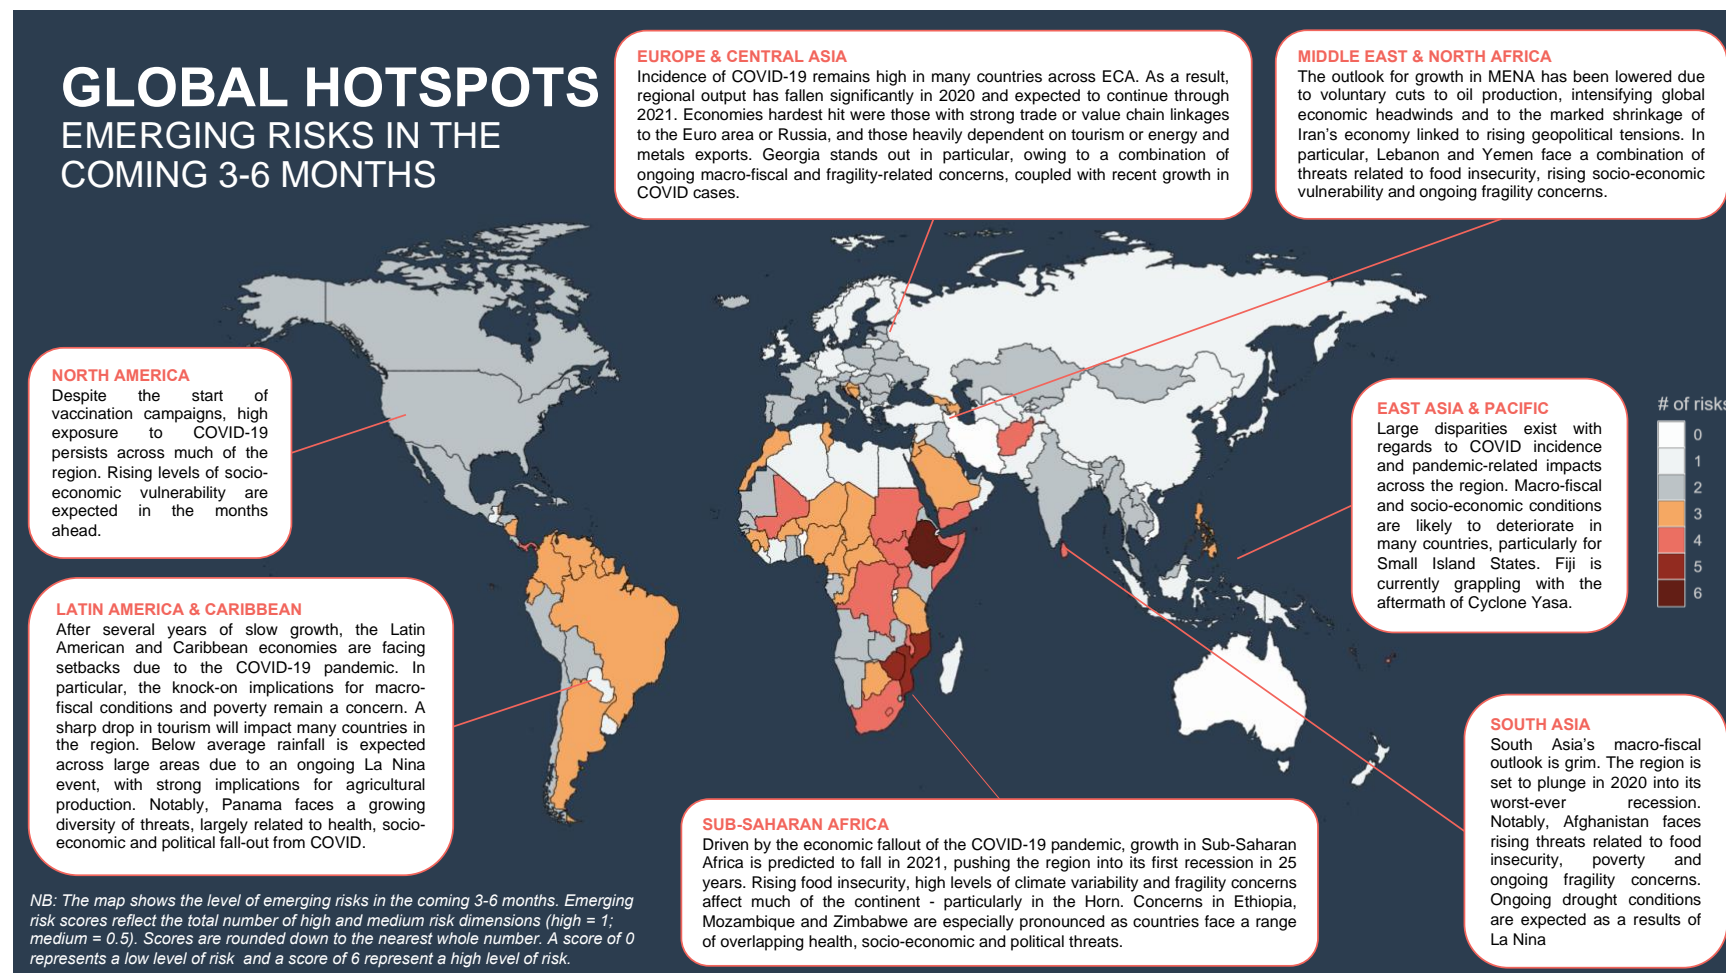 GLOBAL HOTSPOTS
EMERGING RISKS IN THE
COMING 3-6 MONTHS
EUROPE & CENTRAL ASIA
Incidence of COVID-19 remains high in many countries across ECA. As a result,
regional output has fallen significantly in 2020 and expected to continue through
2021. Economies hardest hit were those with strong trade or value chain linkages
to the Euro area or Russia, and those heavily dependent on tourism or energy and
metals exports. Georgia stands out in particular, owing to a combination of
ongoing macro-fiscal and fragility-related concerns, coupled with recent growth in
COVID cases.
MIDDLE EAST & NORTH AFRICA
The outlook for growth in MENA has been lowered due
to voluntary cuts to oil production, intensifying global
economic headwinds and to the marked shrinkage of
Iran's economy linked to rising geopolitical tensions. In
particular, Lebanon and Yemen face a combination of
threats related to food insecurity, rising socio-economic
vulnerability and ongoing fragility concerns.
NORTH AMERICA
Despite the start of
vaccination campaigns, high
exposure to COVID-19
persists across much of the
region. Rising levels of socio-
economic vulnerability are
expected in the months
ahead.
EAST ASIA & PACIFIC
Large disparities exist with
regards to COVID incidence
and pandemic-related impacts
across the region. Macro-fiscal
and socio-economic conditions
are likely to deteriorate in
many countries, particularly for
Small Island States. Fiji is
currently grappling with the
aftermath of Cyclone Yasa.
# of risks
0
1
2
3
4
5
6
LATIN AMERICA & CARIBBEAN
After several years of slow growth, the Latin
American and Caribbean economies are facing
setbacks due to the COVID-19 pandemic. In
particular, the knock-on implications for macro-
fiscal conditions and poverty remain a concern. A
sharp drop in tourism will impact many countries in
the region. Below average rainfall is expected
across large areas due to an ongoing La Nina
event, with strong implications for agricultural
production. Notably, Panama faces a growing
diversity of threats, largely related to health, socio-
economic and political fall-out from COVID.
SOUTH ASIA
South Asia's macro-fiscal
outlook is grim. The region is
set to plunge in 2020 into its
worst-ever recession.
Notably, Afghanistan faces
rising threats related to food
insecurity, poverty and
ongoing fragility concerns.
Ongoing drought conditions
are expected as a results of
La Nina
SUB-SAHARAN AFRICA
Driven by the economic fallout of the COVID-19 pandemic, growth in Sub-Saharan
Africa is predicted to fall in 2021, pushing the region into its first recession in 25
years. Rising food insecurity, high levels of climate variability and fragility concerns
affect much of the continent - particularly in the Horn. Concerns in Ethiopia,
Mozambique and Zimbabwe are especially pronounced as countries face a range
of overlapping health, socio-economic and political threats.
NB: The map shows the level of emerging risks in the coming 3-6 months. Emerging
risk scores reflect the total number of high and medium risk dimensions (high = 1;
medium = 0.5). Scores are rounded down to the nearest whole number. A score of 0
represents a low level of risk and a score of 6 represent a high level of risk.